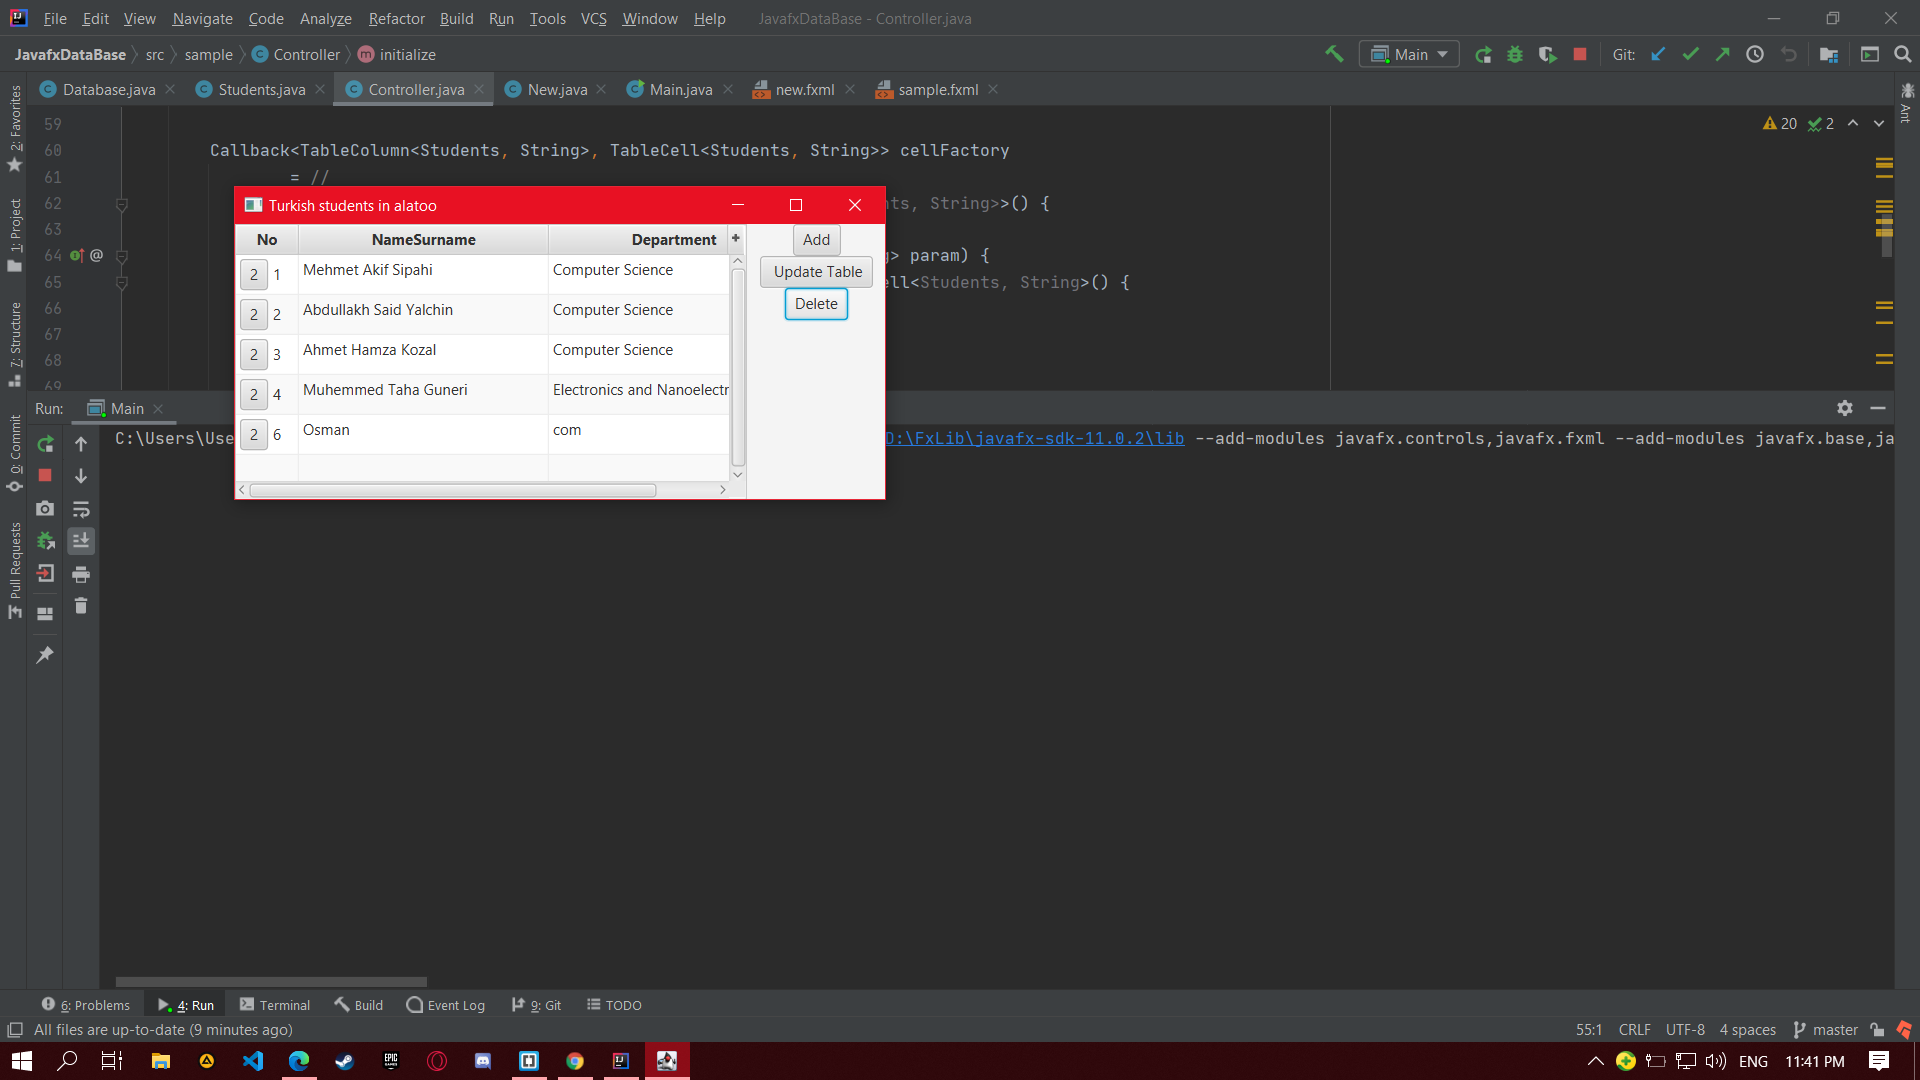 File Edit View Navigate Code Analyze Refactor Build Run Tools VCS Window Help JavafxDataBase - Controller.java
JavafxDataBase src sample Controller initialize Main Git:
Database.java Students.java Controller.java New.java Main.java new.fxml sample.fxml
2: Favorites
1: Project
7: Structure
0: Commit
Pull Requests
Ant
20 2
59
60 Callback<TableColumn<Students, String>, TableCell<Students, String>> cellFactory
61 = //
62 nts, String>>() {
63
64 @ g> param) {
65 ell<Students, String>() {
66
67
68
69
Turkish students in alatoo
No NameSurname Department +
2 1 Mehmet Akif Sipahi Computer Science
2 2 Abdullakh Said Yalchin Computer Science
2 3 Ahmet Hamza Kozal Computer Science
2 4 Muhemmed Taha Guneri Electronics and Nanoelectr
2 6 Osman com
Add
Update Table
Delete
Run: Main
C:\Users\Use D:\FxLib\javafx-sdk-11.0.2\lib --add-modules javafx.controls,javafx.fxml --add-modules javafx.base,ja
6: Problems 4: Run Terminal Build Event Log 9: Git TODO
All files are up-to-date (9 minutes ago) 55:1 CRLF UTF-8 4 spaces master
EPIC GAMES ENG 11:41 PM